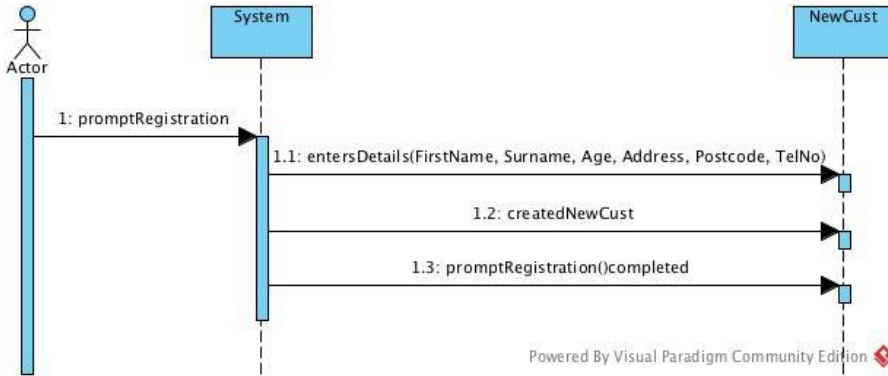 System
NewCust
Actor
1: promptRegistration
1.1: entersDetails(FirstName, Surname, Age, Address, Postcode, TelNo)
1.2: createdNewCust
1.3: promptRegistration()completed
Powered By Visual Paradigm Community Edition